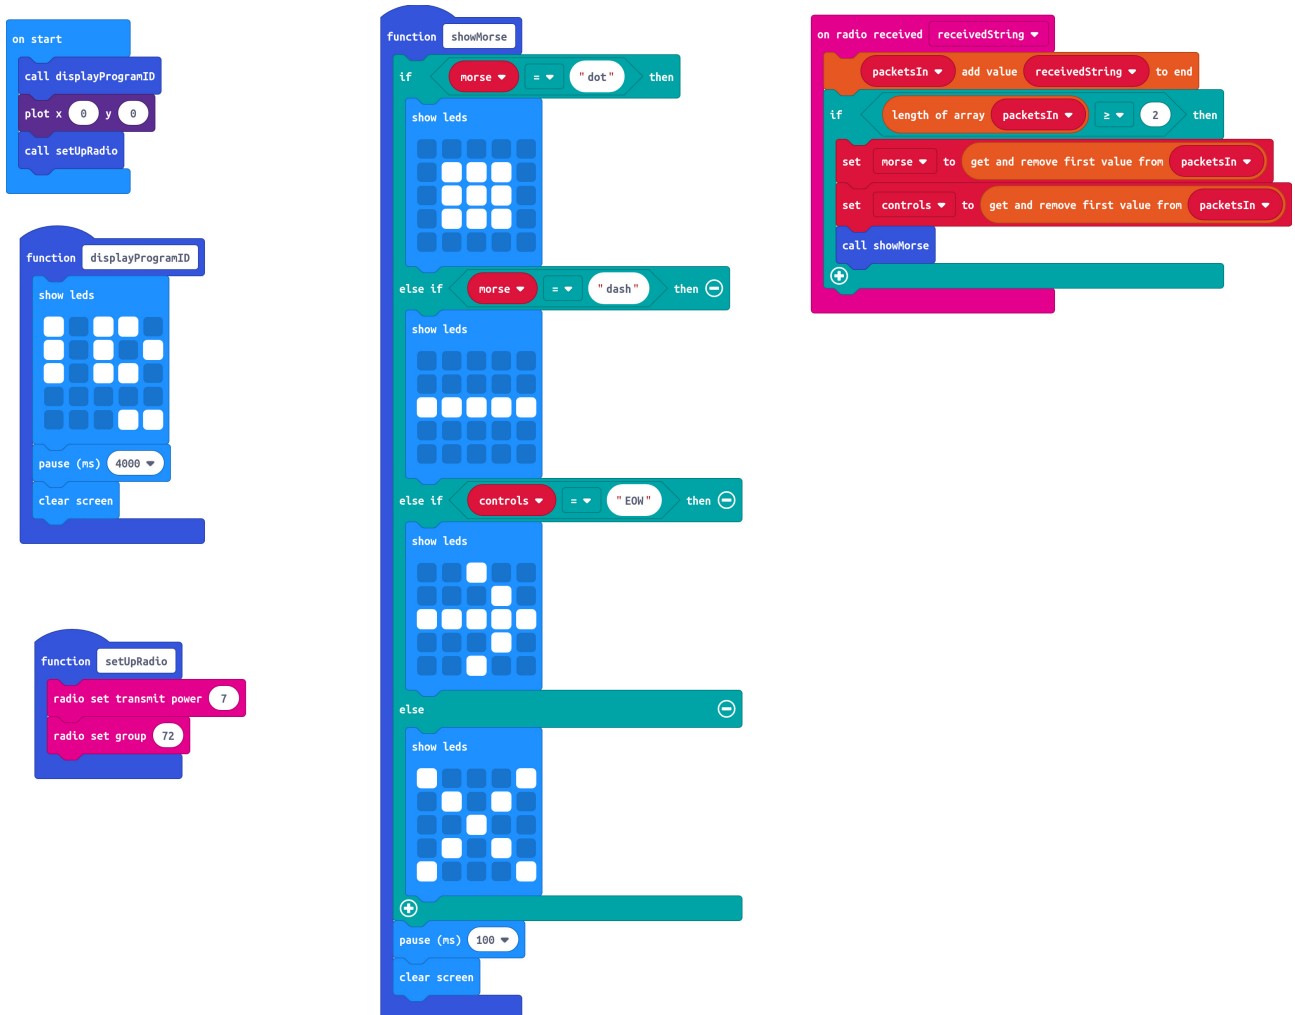 on start
call displayProgramID
plot x 0 y 0
call setUpRadio
function displayProgramID
show leds
pause (ms) 4000
clear screen
function setUpRadio
radio set transmit power 7
radio set group 72
function showMorse
if morse = "dot" then
show leds
else if morse = "dash" then
show leds
else if controls = "EOW" then
show leds
else
show leds
pause (ms) 100
clear screen
on radio received receivedString
packetsIn add value receivedString to end
if length of array packetsIn ≥ 2 then
set morse to get and remove first value from packetsIn
set controls to get and remove first value from packetsIn
call showMorse